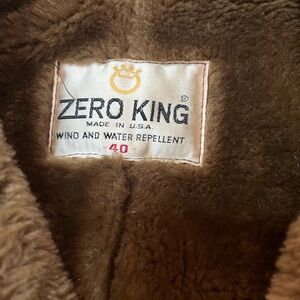 ZERO KING ®
MADE IN U.S.A.
WIND AND WATER REPELLENT
-40-